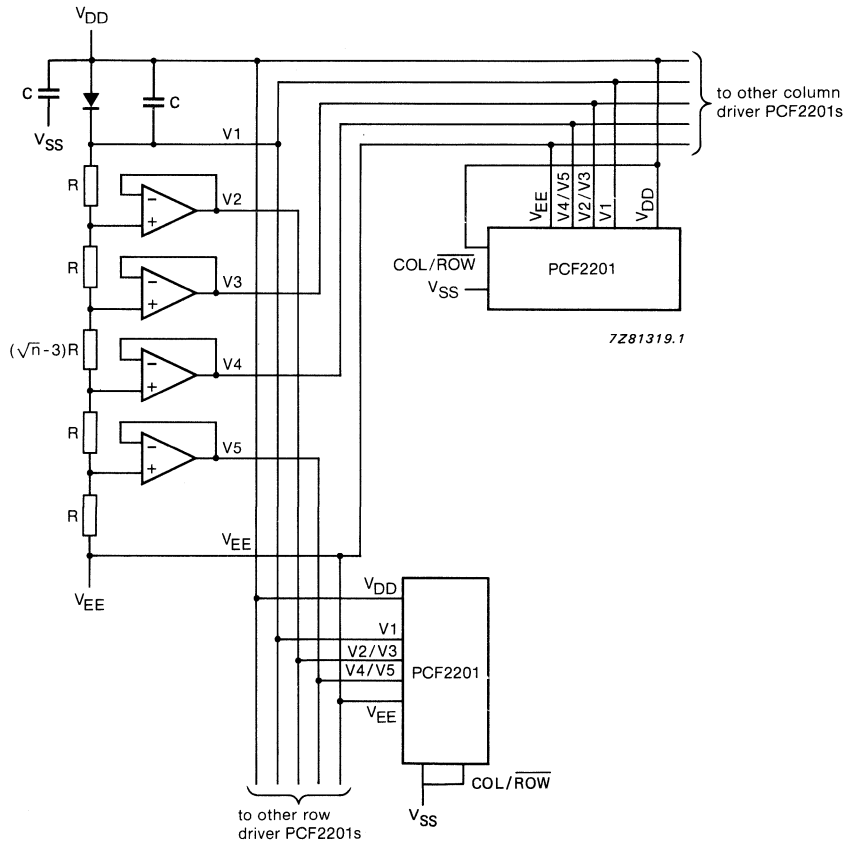 VDD
C
C
VSS
V1
R
V2
R
V3
(√n-3)R
V4
R
V5
R
VEE
VEE
to other column
driver PCF2201s
VEE
V4/V5
V2/V3
V1
VDD
COL/ROW
VSS
PCF2201
7Z81319.1
VDD
V1
V2/V3
V4/V5
VEE
PCF2201
COL/ROW
VSS
to other row
driver PCF2201s
- +
- +
- +
- +